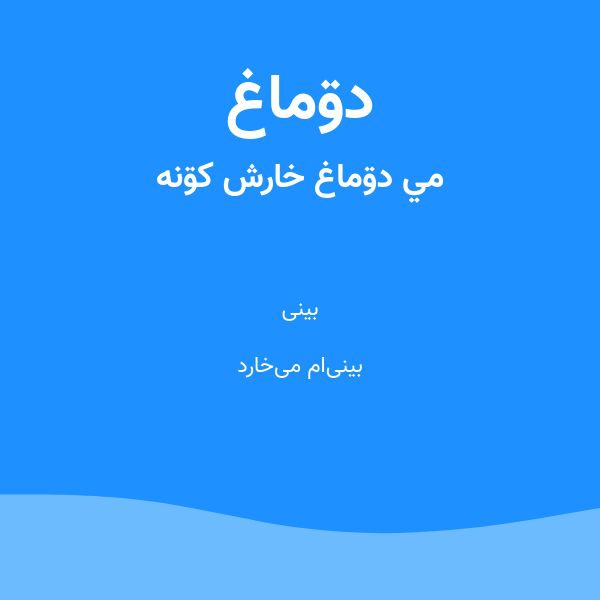 دۊماغ
مي دۊماغ خارش کۊنه
بینی
بینی‌ام می‌خارد